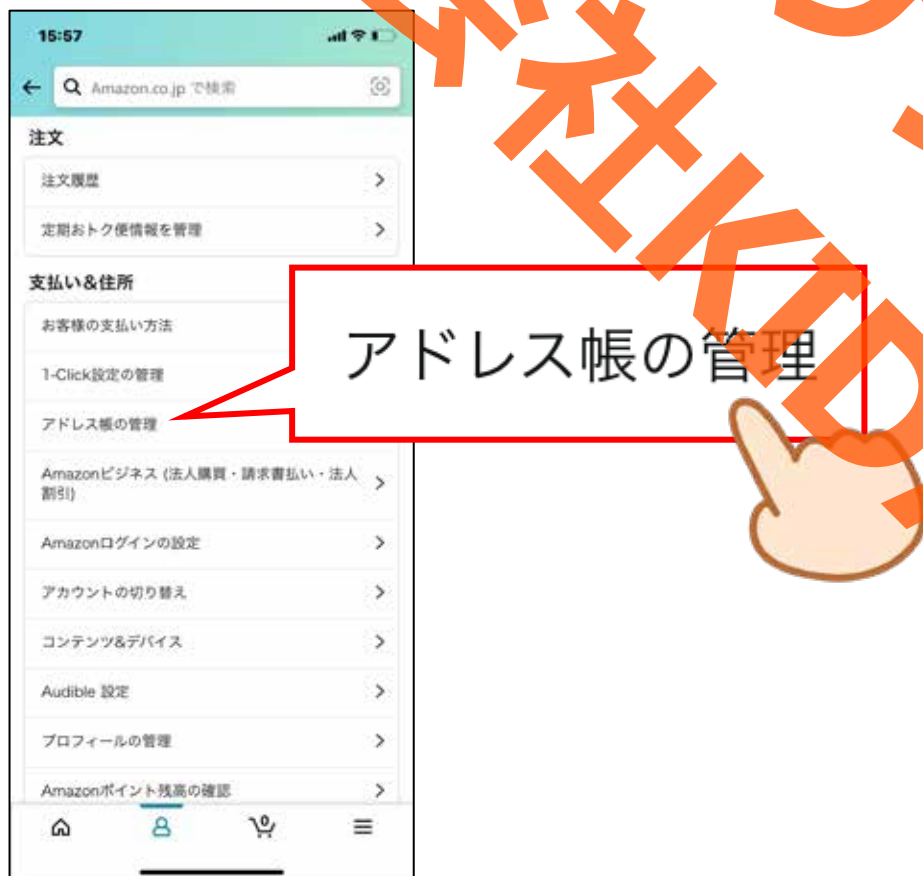 15:57
Amazon.co.jp で検索
注文
注文履歴
定期おトク便情報を管理
支払い&住所
お客様の支払い方法
1-Click設定の管理
アドレス帳の管理
アドレス帳の管理
Amazonビジネス (法人購買・請求書払い・法人
割引)
Amazonログインの設定
アカウントの切り替え
コンテンツ&デバイス
Audible 設定
プロフィールの管理
Amazonポイント残高の確認
0
社KID